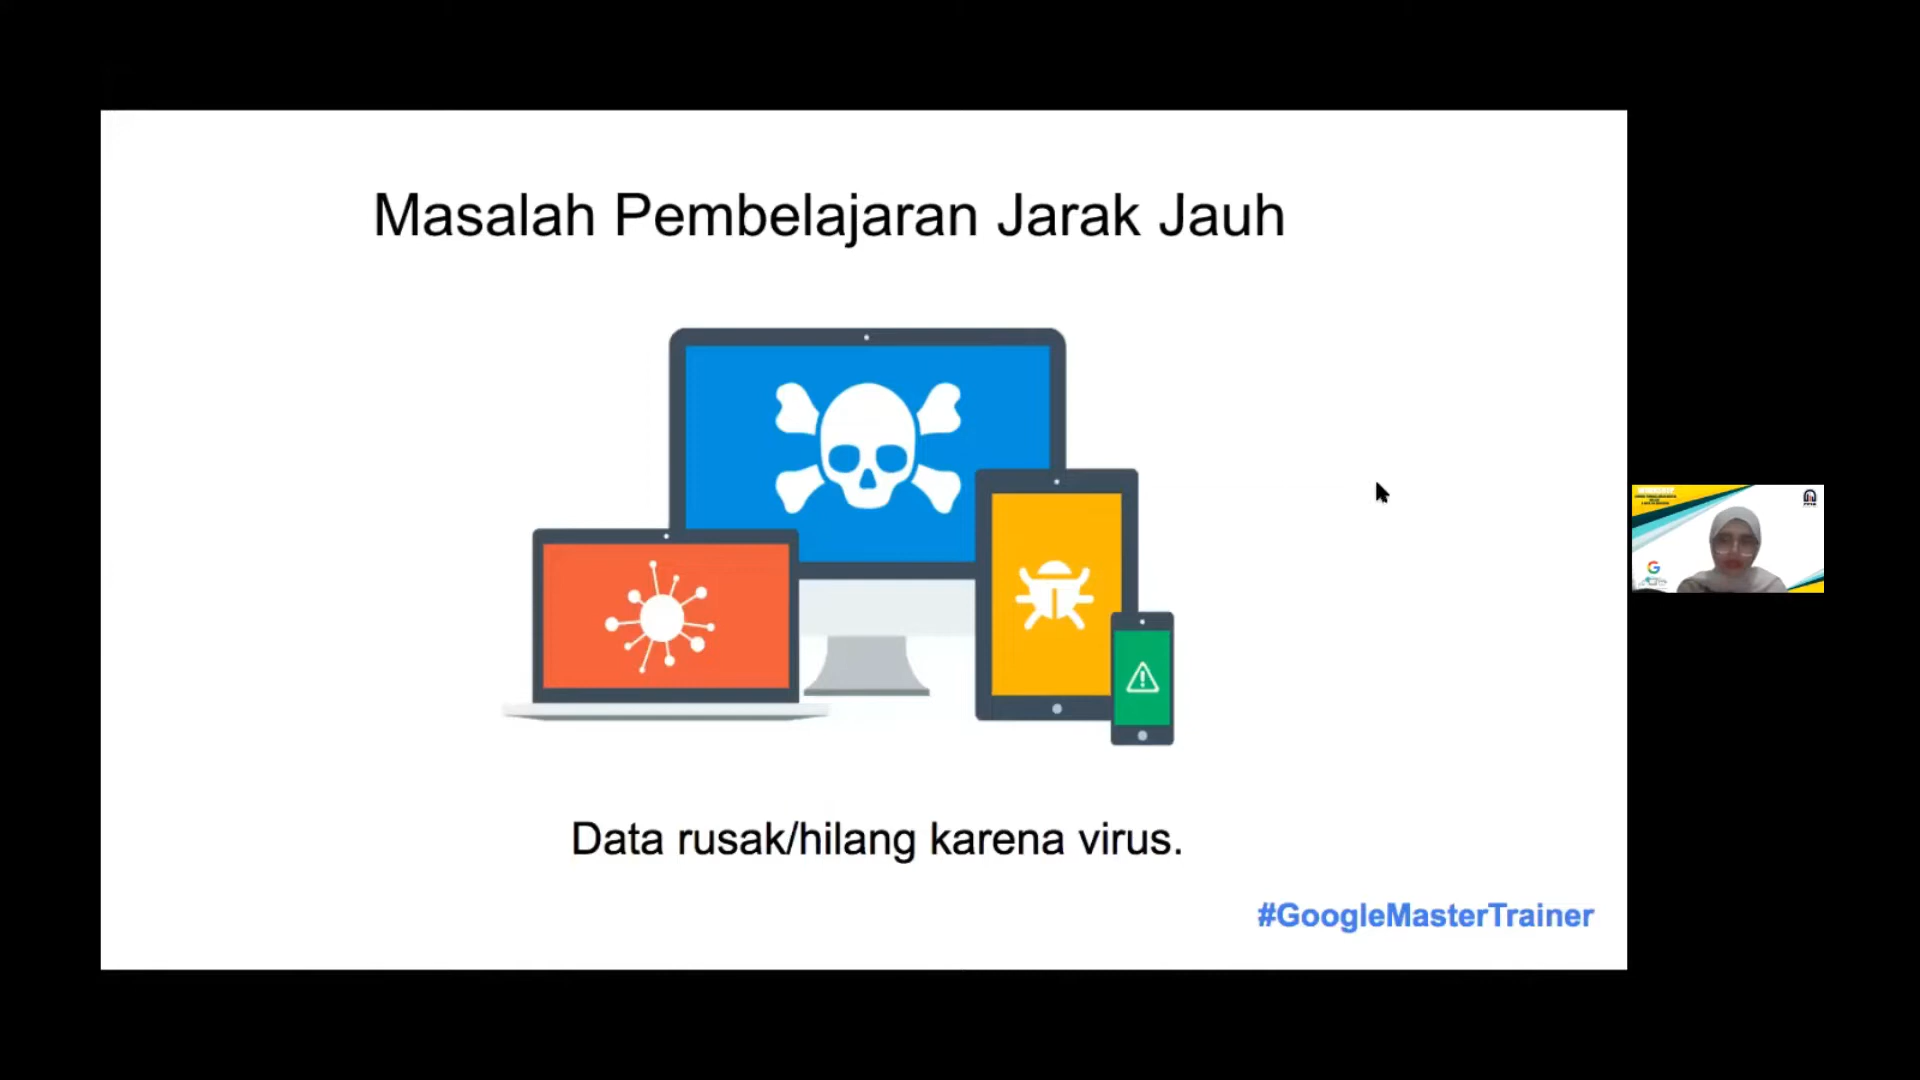 Masalah Pembelajaran Jarak Jauh
Data rusak/hilang karena virus.
#GoogleMasterTrainer